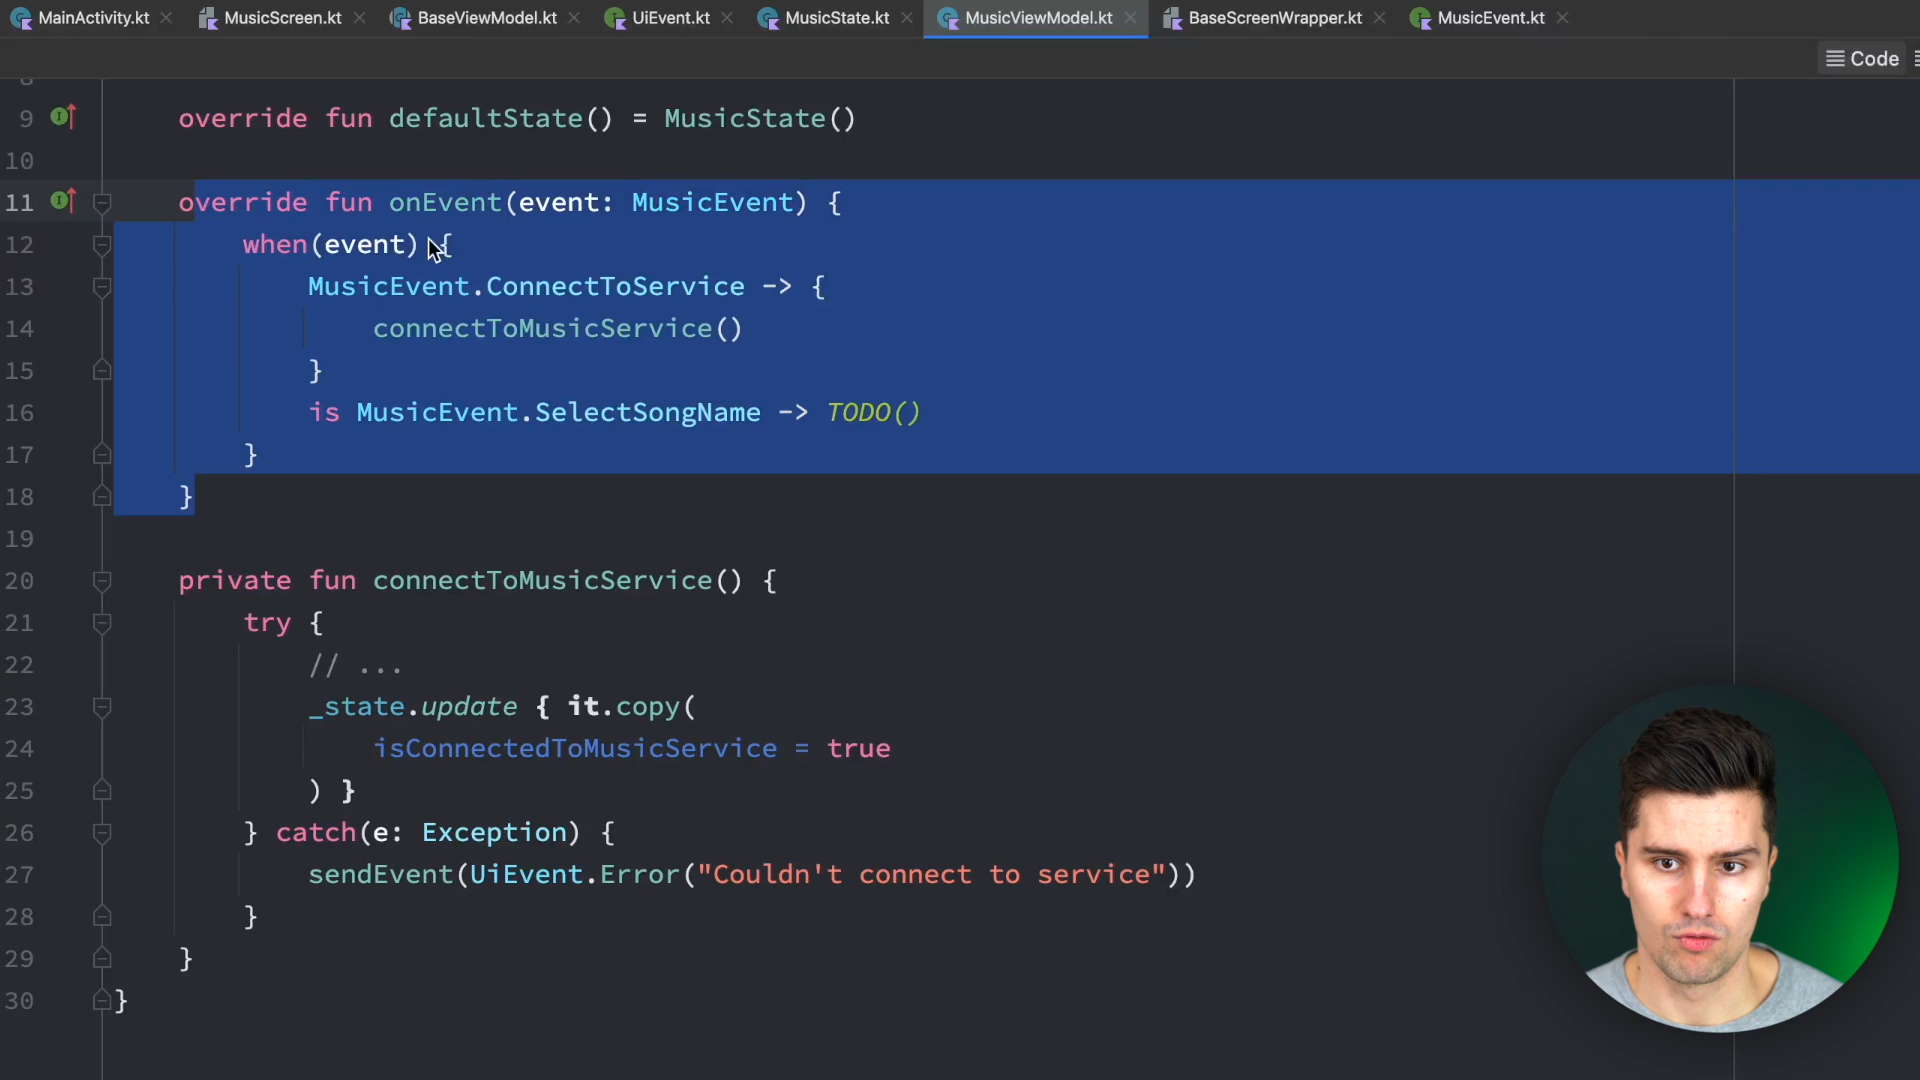 MainActivity.kt MusicScreen.kt BaseViewModel.kt UiEvent.kt MusicState.kt MusicViewModel.kt BaseScreenWrapper.kt MusicEvent.kt
Code
9 override fun defaultState() = MusicState()
10
11 override fun onEvent(event: MusicEvent) {
12 when(event) {
13 MusicEvent.ConnectToService -> {
14 connectToMusicService()
15 }
16 is MusicEvent.SelectSongName -> TODO()
17 }
18 }
19
20 private fun connectToMusicService() {
21 try {
22 // ...
23 _state.update { it.copy(
24 isConnectedToMusicService = true
25 ) }
26 } catch(e: Exception) {
27 sendEvent(UiEvent.Error("Couldn't connect to service"))
28 }
29 }
30 }